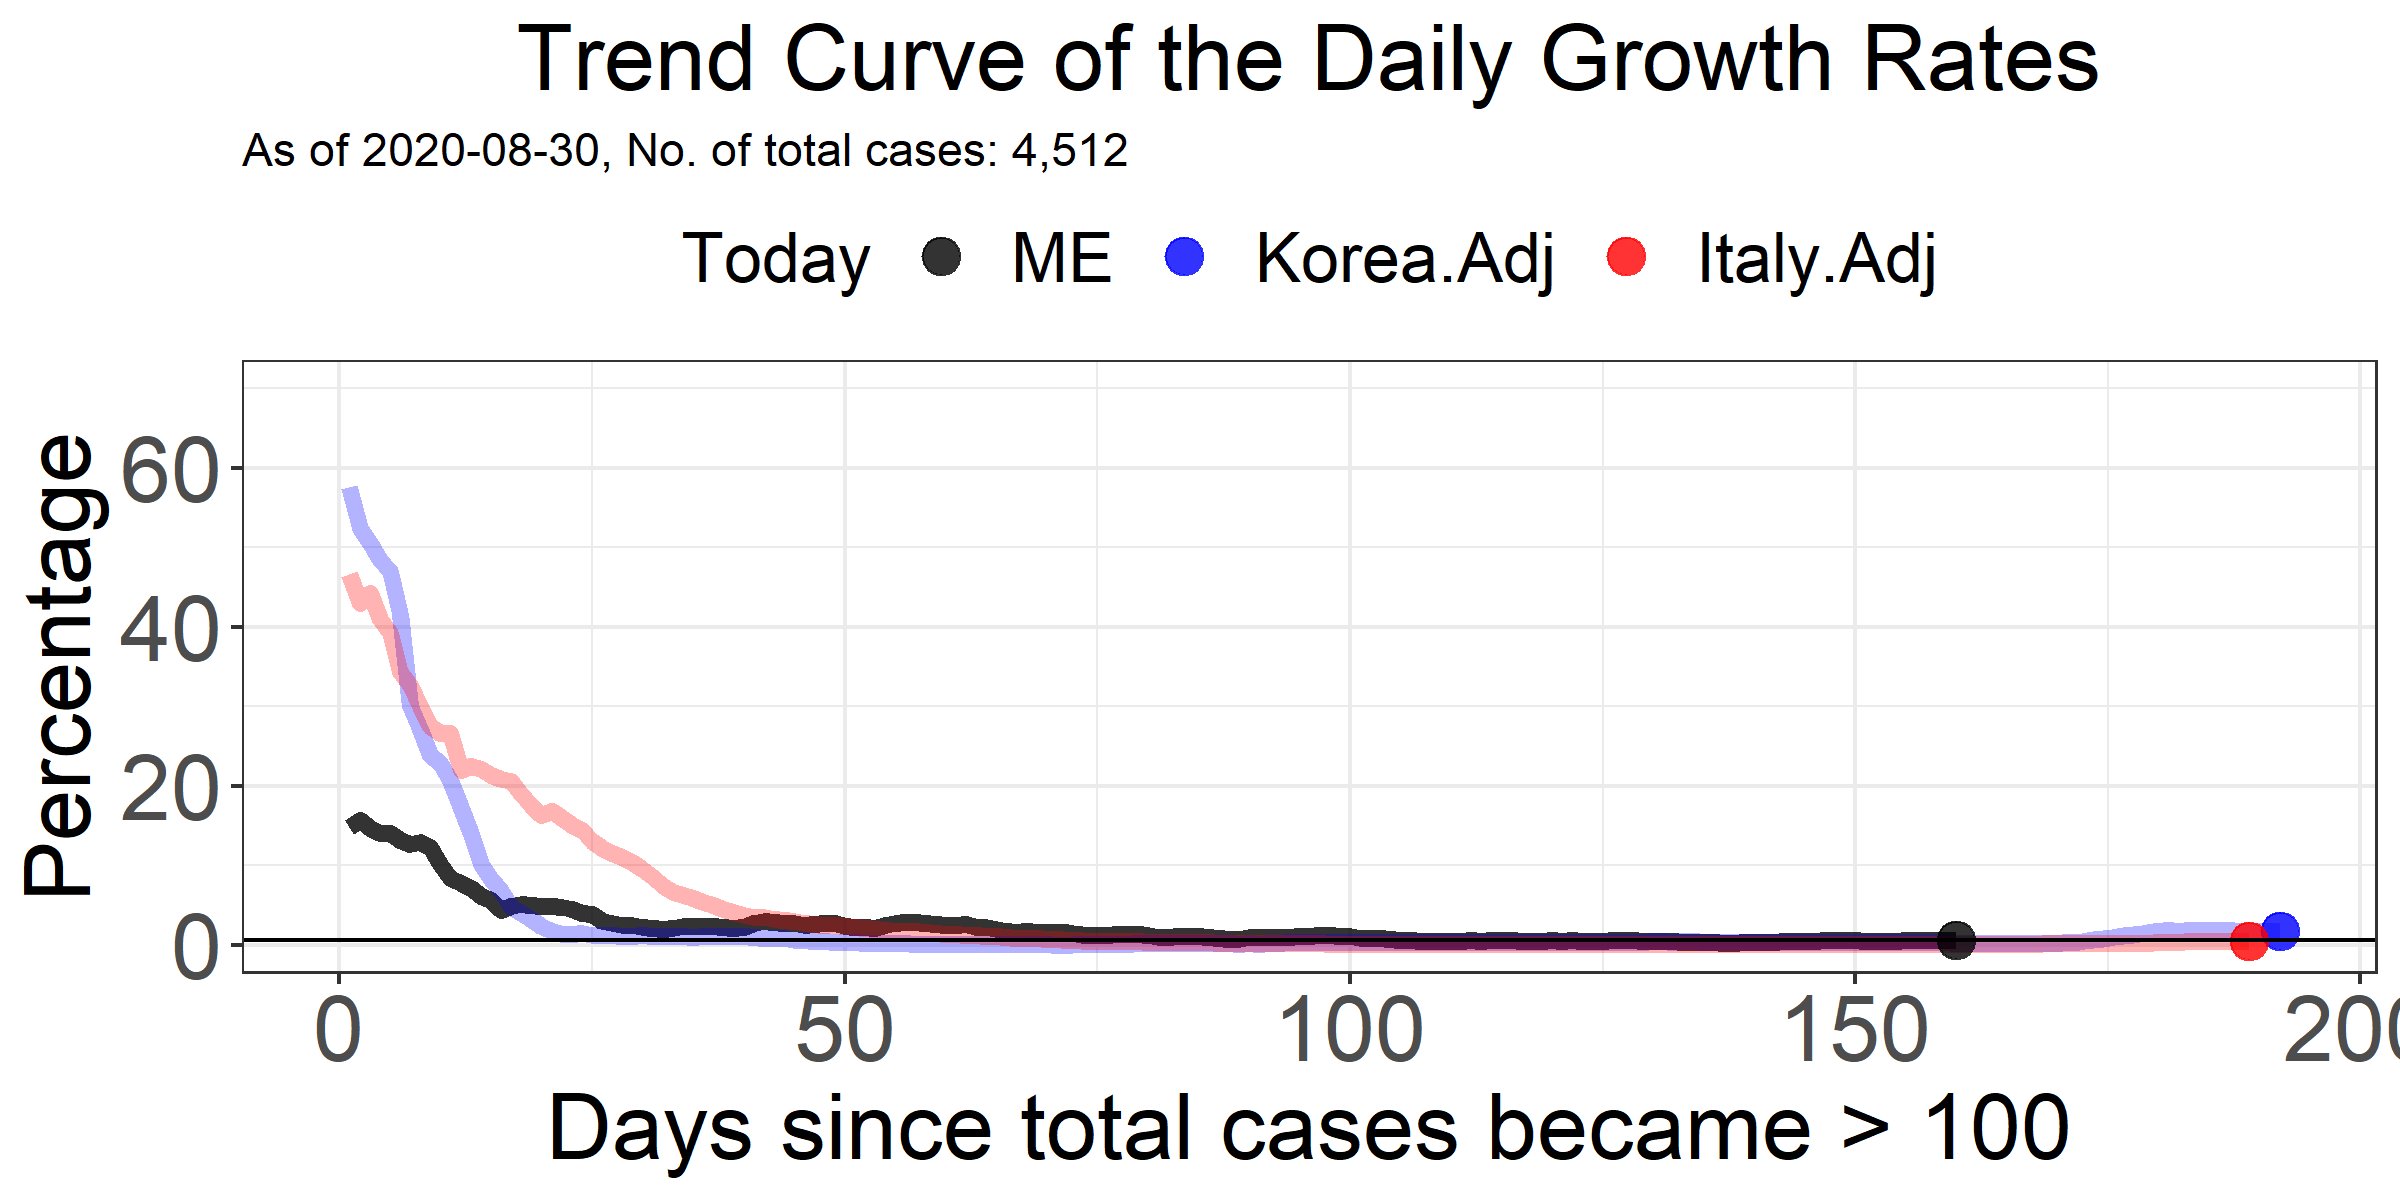 Trend Curve of the Daily Growth Rates
As of 2020-08-30, No. of total cases: 4,512
Today ME Korea.Adj Italy.Adj
Percentage
60
40
20
0
0 50 100 150 200
Days since total cases became > 100